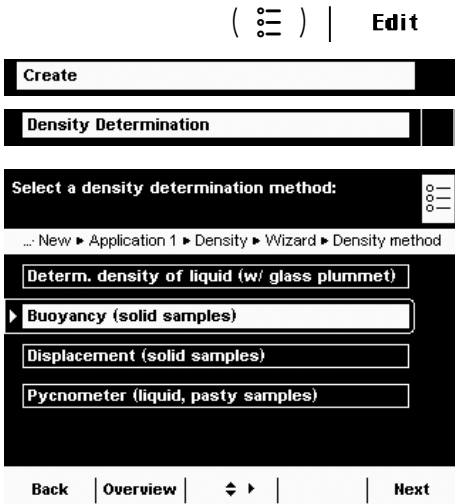 ( ) | Edit
Create
Density Determination
Select a density determination method:
... New ▸ Application 1 ▸ Density ▸ Wizard ▸ Density method
Determ. density of liquid (w/ glass plummet)
Buoyancy (solid samples)
Displacement (solid samples)
Pycnometer (liquid, pasty samples)
Back | Overview | Next